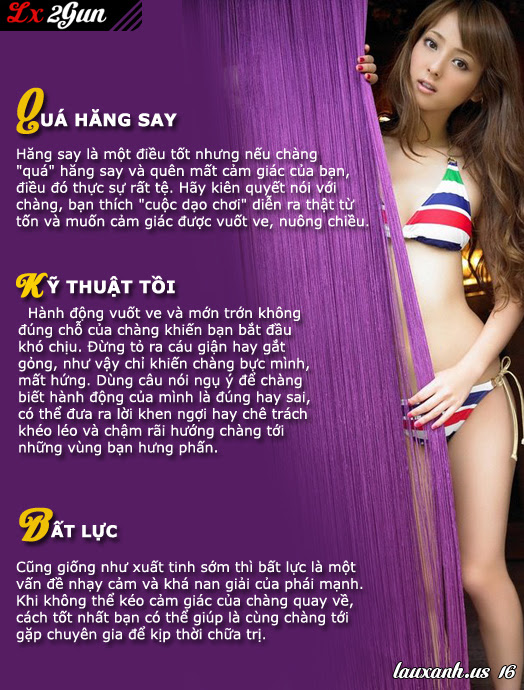 Lx 2Gun
QUÁ HĂNG SAY
Hăng say là một điều tốt nhưng nếu chàng
"quá" hăng say và quên mất cảm giác của bạn,
điều đó thực sự rất tệ. Hãy kiên quyết nói với
chàng, bạn thích "cuộc dạo chơi" diễn ra thật từ
tốn và muốn cảm giác được vuốt ve, nuông chiều.
KỸ THUẬT TỒI
Hành động vuốt ve và mớn trớn không
đúng chỗ của chàng khiến bạn bắt đầu
khó chịu. Đừng tỏ ra cáu giận hay gắt
gỏng, như vậy chỉ khiến chàng bực mình,
mất hứng. Dùng câu nói ngụ ý để chàng
biết hành động của mình là đúng hay sai,
có thể đưa ra lời khen ngợi hay chê trách
khéo léo và chậm rãi hướng chàng tới
những vùng bạn hưng phấn.
BẤT LỰC
Cũng giống như xuất tinh sớm thì bất lực là một
vấn đề nhạy cảm và khá nan giải của phái mạnh.
Khi không thể kéo cảm giác của chàng quay về,
cách tốt nhất bạn có thể giúp là cùng chàng tới
gặp chuyên gia để kịp thời chữa trị.
lauxanh.us 16